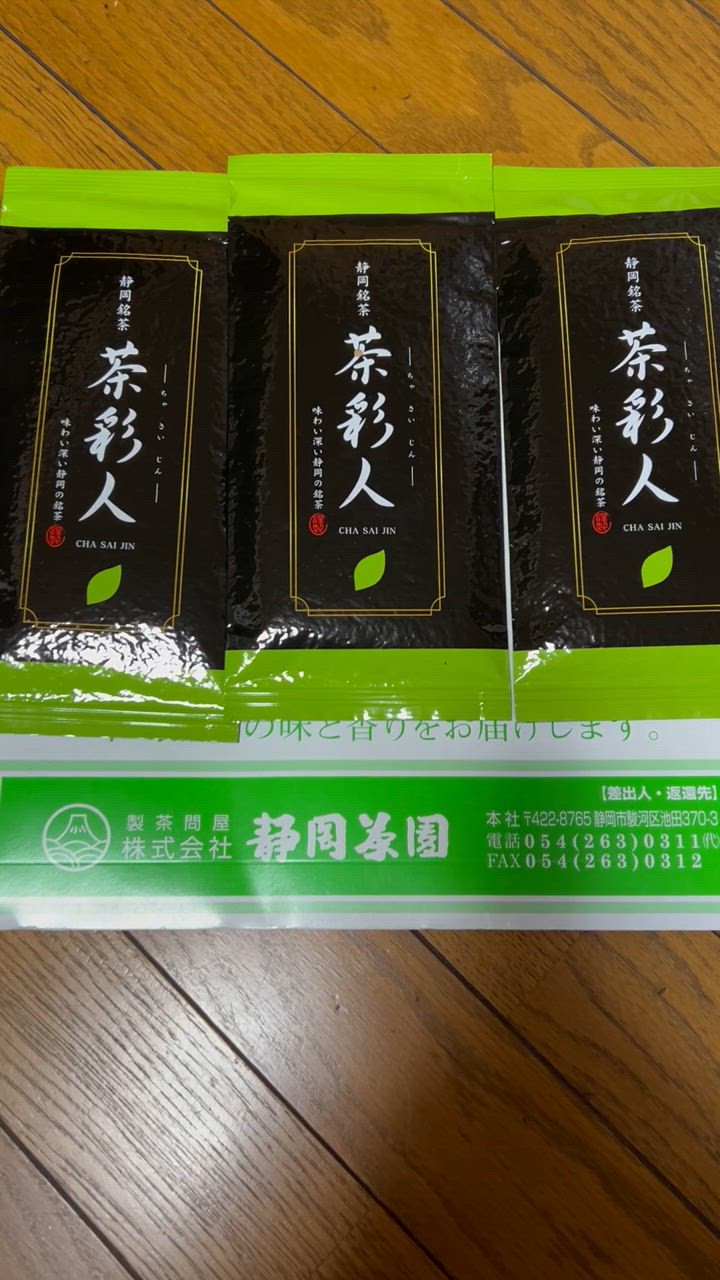 静岡銘茶
茶彩人
ちゃ さい じん
味わい深い静岡の銘茶
CHA SAI JIN
静岡銘茶
茶彩人
ちゃ さい じん
味わい深い静岡の銘茶
CHA SAI JIN
静岡銘茶
茶彩人
ちゃ さい じん
味わい深い静岡の銘茶
CHA SAI JIN
の味と香りをお届けします。
【差出人・返還先】
製茶問屋
株式会社 静岡茶園
本社 〒422-8765 静岡市駿河区池田370-3
電話 054(263)0311㈹
FAX 054(263)0312